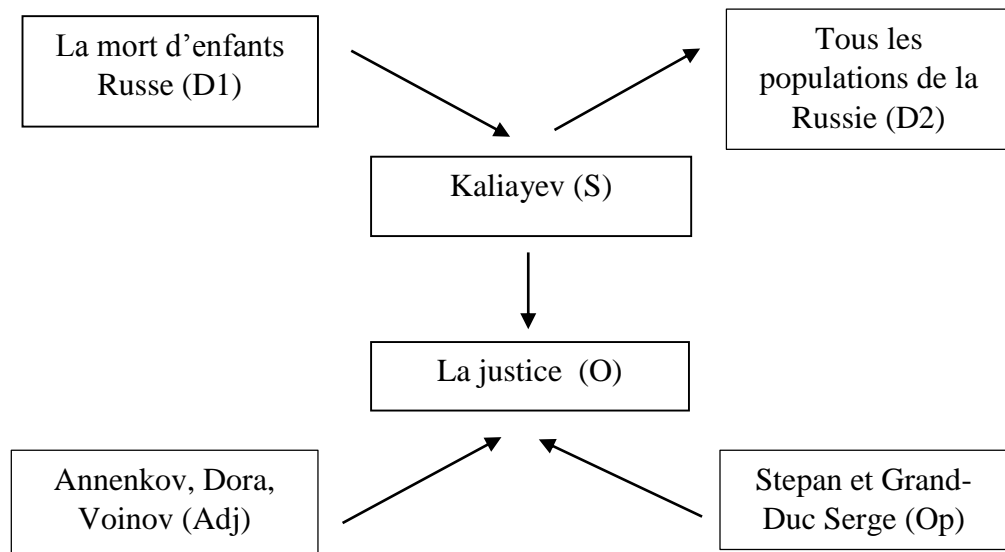 La mort d’enfants
Russe (D1)
Tous les
populations de la
Russie (D2)
Kaliayev (S)
La justice  (O)
Annenkov, Dora,
Voinov (Adj)
Stepan et Grand-
Duc Serge (Op)